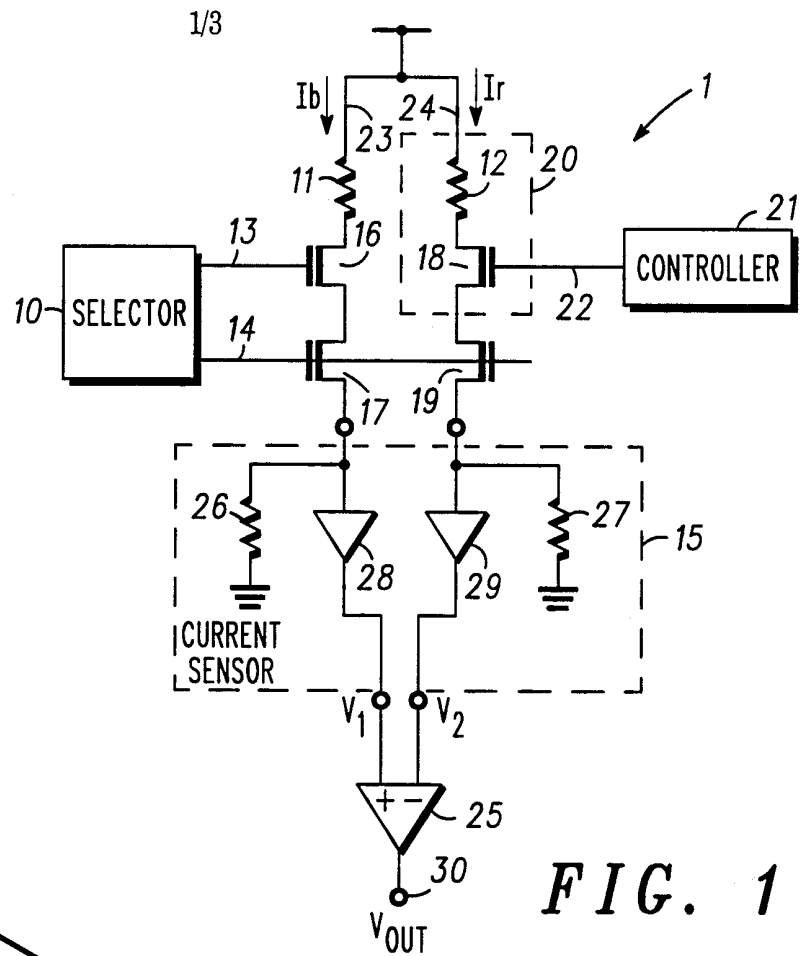 1/3
Ib
Ir
1
23
24
11
12
20
13
16
18
21
CONTROLLER
22
10
SELECTOR
14
17
19
26
28
29
27
15
CURRENT
SENSOR
V1
V2
+ −
25
30
VOUT
FIG. 1